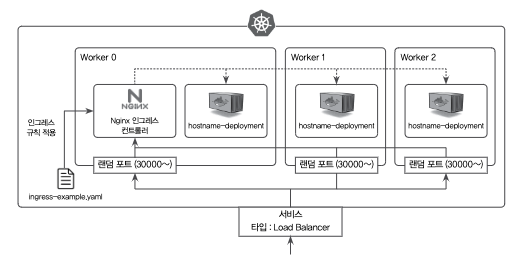 Worker 0
Worker 1
Worker 2
NGINX
Nginx 인그레스
컨트롤러
hostname-deployment
hostname-deployment
hostname-deployment
인그레스
규칙 적용
랜덤 포트 (30000~)
랜덤 포트 (30000~)
랜덤 포트 (30000~)
ingress-example.yaml
서비스
타입 : Load Balancer